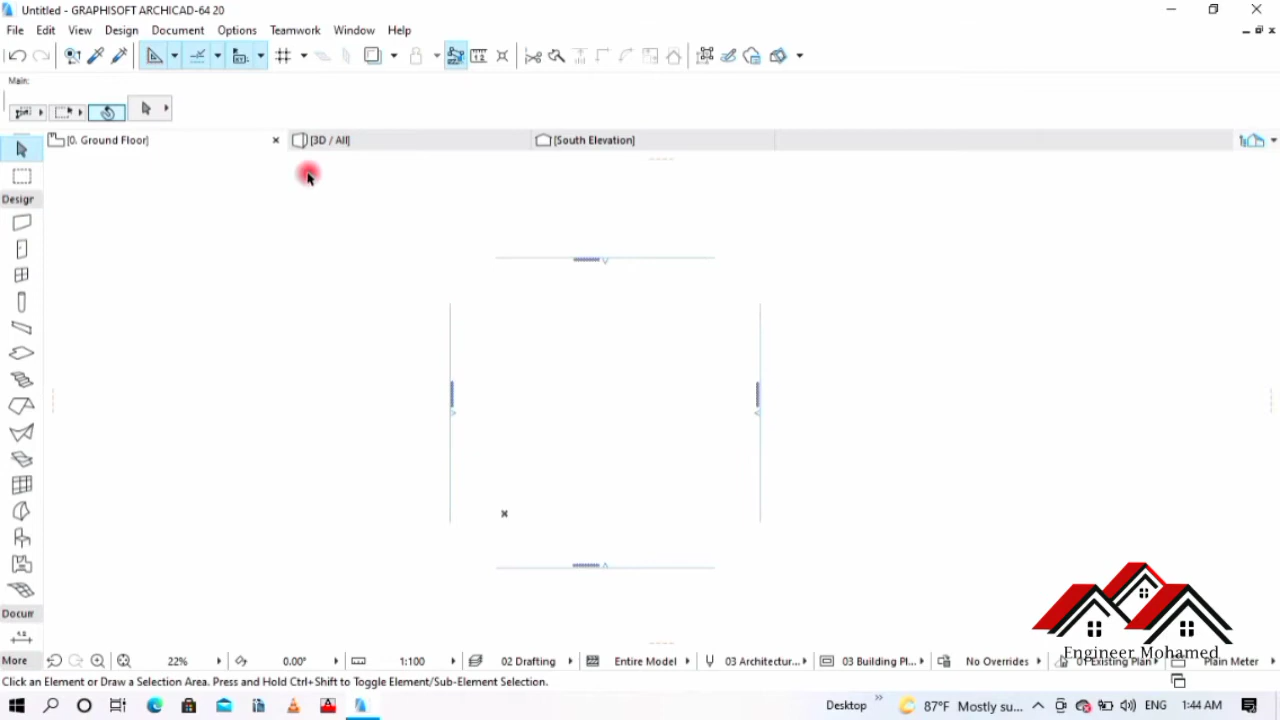 Untitled - GRAPHISOFT ARCHICAD-64 20
File Edit View Design Document Options Teamwork Window Help
Main:
[0. Ground Floor] [3D / All] [South Elevation]
Design
Engineer Mohamed
Docum
More 22% 0.00° 1:100 02 Drafting Entire Model 03 Architectur... 03 Building Pl... No Overrides 01 Existing Plan Plain Meter
Click an Element or Draw a Selection Area. Press and Hold Ctrl+Shift to Toggle Element/Sub-Element Selection.
Desktop 87°F Mostly su... ENG 1:44 AM